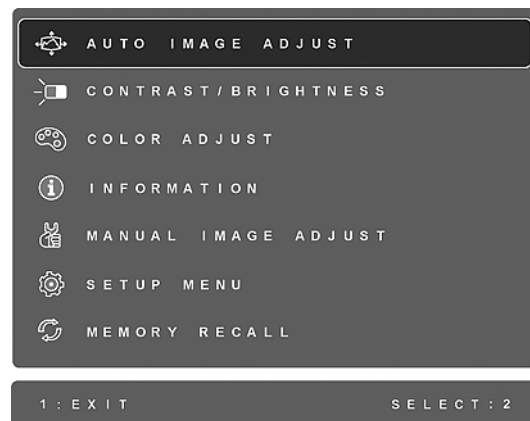 AUTO IMAGE ADJUST
CONTRAST/BRIGHTNESS
COLOR ADJUST
INFORMATION
MANUAL IMAGE ADJUST
SETUP MENU
MEMORY RECALL
1:EXIT SELECT:2